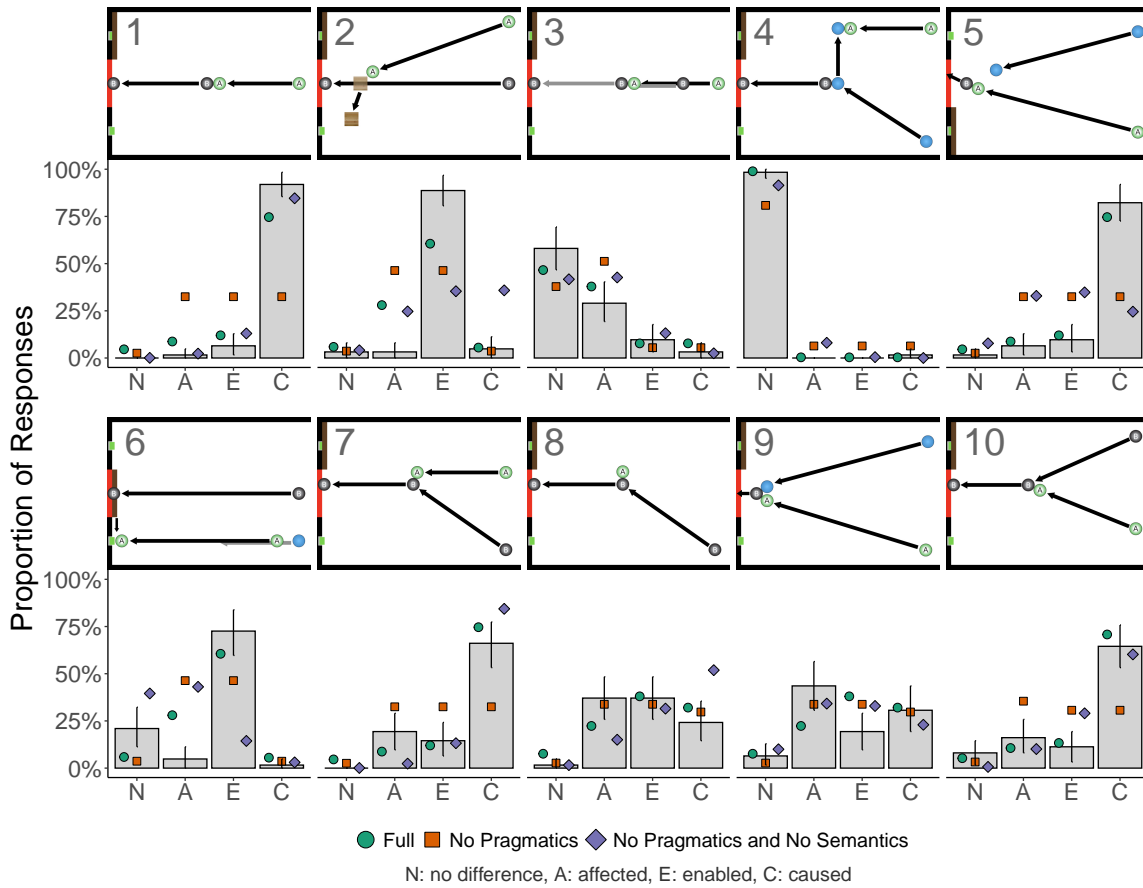 1 2 3 4 5
A A
B B A A B B A B A B B A
A A B A
100%
75%
50%
25%
0%
N A E C N A E C N A E C N A E C N A E C
Proportion of Responses
6 7 8 9 10
B B A A
B B A A B
B A B
B A A
B A B A
100%
75%
50%
25%
0%
N A E C N A E C N A E C N A E C N A E C
Full No Pragmatics No Pragmatics and No Semantics
N: no difference, A: affected, E: enabled, C: caused